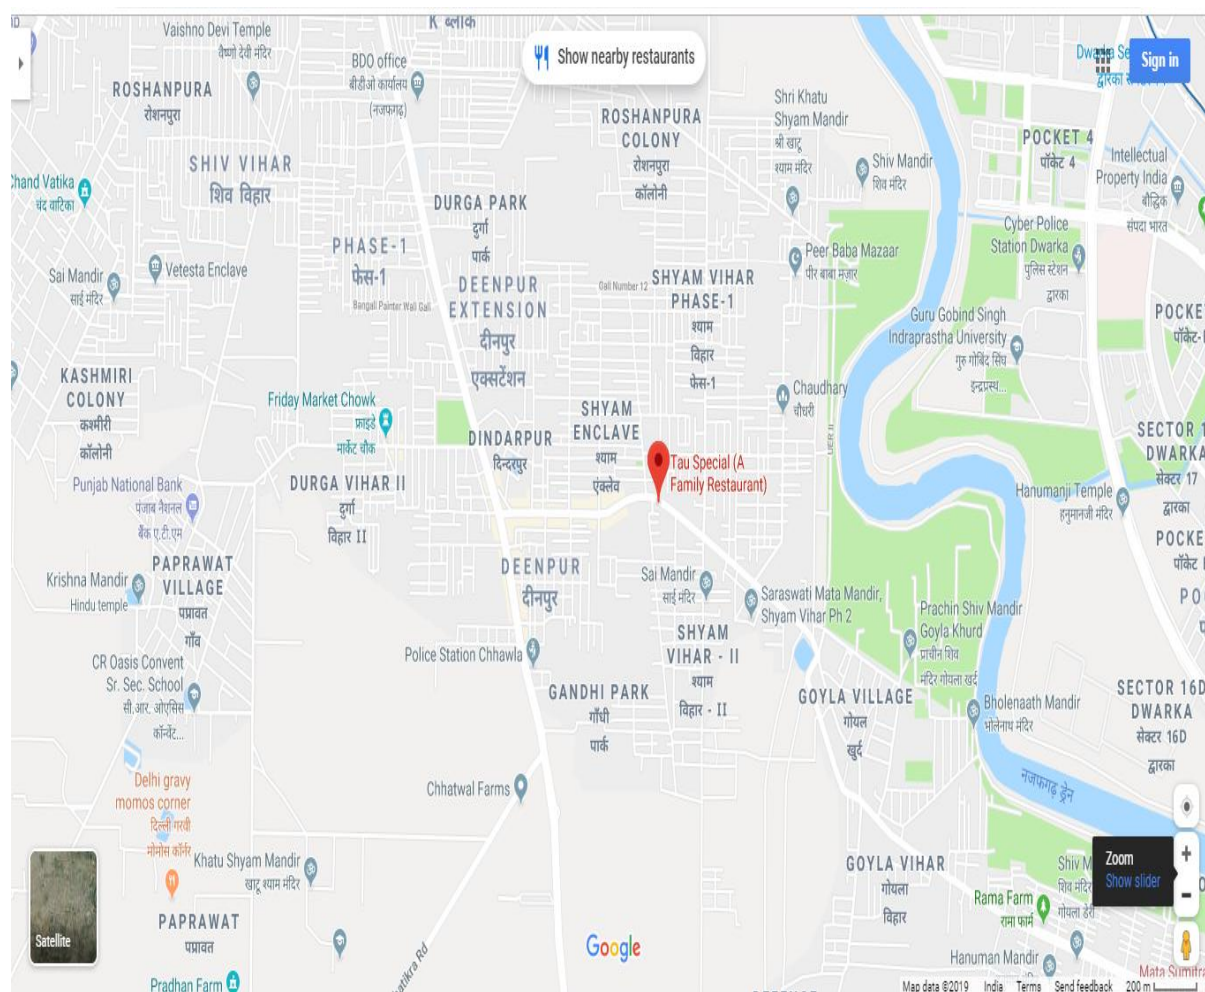 K ब्लॉक
Vaishno Devi Temple
वैष्णो देवी मंदिर
BDO office
बीडीओ कार्यालय
(नजफगढ़)
Show nearby restaurants
Sign in
ROSHANPURA
रोशनपुरा
SHIV VIHAR
शिव विहार
Chand Vatika
चंद वाटिका
ROSHANPURA
COLONY
रोशनपुरा
कॉलोनी
Shri Khatu
Shyam Mandir
श्री खाटू
श्याम मंदिर
Shiv Mandir
शिव मंदिर
POCKET 4
पॉकेट 4
Intellectual
Property India
बौद्धिक
संपदा भारत
DURGA PARK
दुर्गा
पार्क
PHASE-1
फेस-1
Bangali Painter Wali Gali
Sai Mandir
साई मंदिर
Vetesta Enclave
DEENPUR
EXTENSION
दीनपुर
एक्सटेंशन
Gali Number 12
SHYAM VIHAR
PHASE-1
श्याम
विहार
फेस-1
Peer Baba Mazaar
पीर बाबा मज़ार
Cyber Police
Station Dwarka
पुलिस स्टेशन
द्वारका
Guru Gobind Singh
Indraprastha University
गुरु गोबिंद सिंह
इन्द्रप्रस्थ...
KASHMIRI
COLONY
कश्मीरी
कॉलोनी
Friday Market Chowk
फ्राइडे
मार्केट चौक
SHYAM
ENCLAVE
श्याम
एंक्लेव
Chaudhary
चौधरी
UER II
DINDARPUR
दिन्दरपुर
Tau Special (A
Family Restaurant)
DWARKA
सेक्टर 17
द्वारका
Hanumanji Temple
हनुमानजी मंदिर
Punjab National Bank
पंजाब नैशनल
बैंक ए.टी.एम
DURGA VIHAR II
दुर्गा
विहार II
PAPRAWAT
VILLAGE
पप्रावत
गाँव
Krishna Mandir
Hindu temple
DEENPUR
दीनपुर
Sai Mandir
साई मंदिर
Saraswati Mata Mandir,
Shyam Vihar Ph 2
Prachin Shiv Mandir
Goyla Khurd
प्राचीन शिव
मंदिर गोयला खुर्द
CR Oasis Convent
Sr. Sec. School
सी.आर. ओएसिस
कॉन्वेंट...
Police Station Chhawla
SHYAM
VIHAR - II
श्याम
विहार - II
GANDHI PARK
गाँधी
पार्क
GOYLA VILLAGE
गोयल
खुर्द
Bholenaath Mandir
भोलेनाथ मंदिर
SECTOR 16D
DWARKA
सेक्टर 16D
द्वारका
नजफगढ़ ड्रेन
Delhi gravy
momos corner
दिल्ली गरवी
मोमोस कॉर्नर
Chhatwal Farms
Khatu Shyam Mandir
खाटू श्याम मंदिर
Zoom
Show slider
GOYLA VIHAR
गोयला
विहार
Rama Farm
रामा फार्म
शिव मंदिर
गोयला डेरी
Satellite
PAPRAWAT
पप्रावत
Google
Hanuman Mandir
Pradhan Farm
Mata Sumitra
Map data ©2019 India Terms Send feedback 200 m